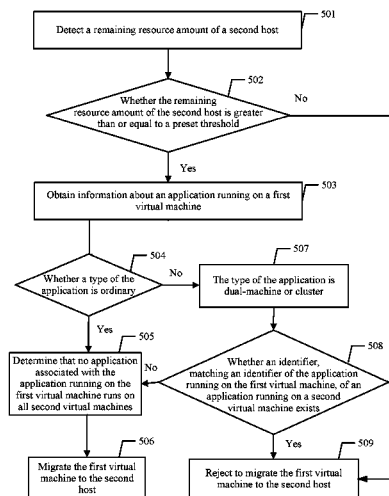 501
Detect a remaining resource amount of a second
host
502
Whether the remaining
resource amount of the second host is greater
than or equal to a preset threshold
No
Yes
503
Obtain information about an application running on a first
virtual machine
504
Whether a type of the
application is ordinary
No
507
The type of the application is
dual-machine or cluster
Yes
505
Determine that no application
associated with the
application running on the
first virtual machine runs on
all second virtual machines
No
508
Whether an identifier,
matching an identifier of the application
running on the first virtual machine, of an
application running on a second
virtual machine exists
Yes
506
Migrate the first virtual
machine to the second
host
509
Reject to migrate the first virtual
machine to the second host